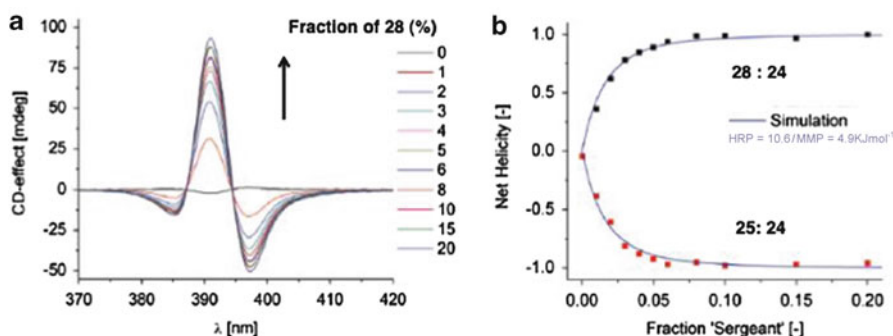 a
Fraction of 28 (%)
0
1
2
3
4
5
6
8
10
15
20
100
75
50
25
0
-25
-50
CD-effect [mdeg]
370 380 390 400 410 420
λ [nm]
b
1.0
0.5
0.0
-0.5
-1.0
Net Helicity [-]
28 : 24
Simulation
HRP = 10.6/MMP = 4.9KJmol⁻¹
25: 24
0.00 0.05 0.10 0.15 0.20
Fraction 'Sergeant' [-]